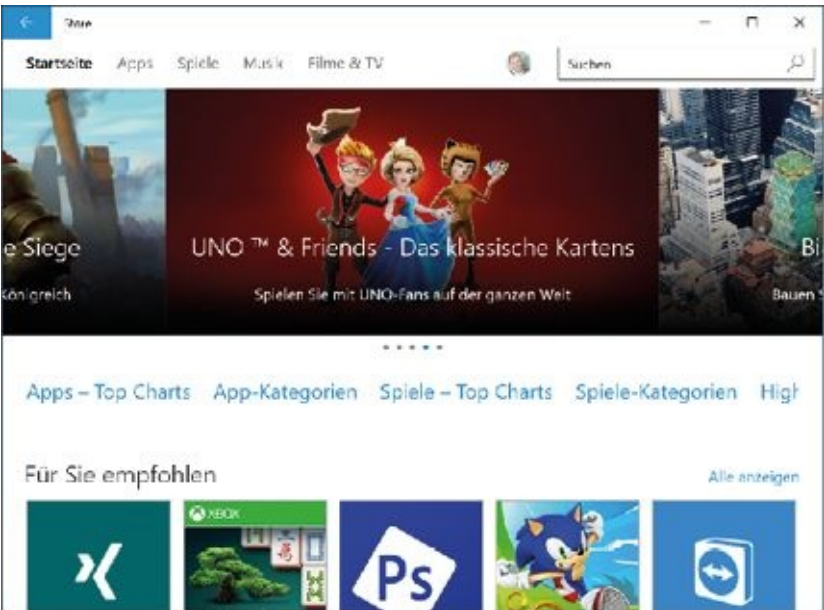 Store
Startseite Apps Spiele Musik Filme & TV Suchen
e Siege
UNO ™ & Friends - Das klassische Kartens
Bi
Königreich
Spielen Sie mit UNO-Fans auf der ganzen Welt
Bauen S
Apps – Top Charts App-Kategorien Spiele – Top Charts Spiele-Kategorien High
Für Sie empfohlen
Alle anzeigen
XBOX
Ps